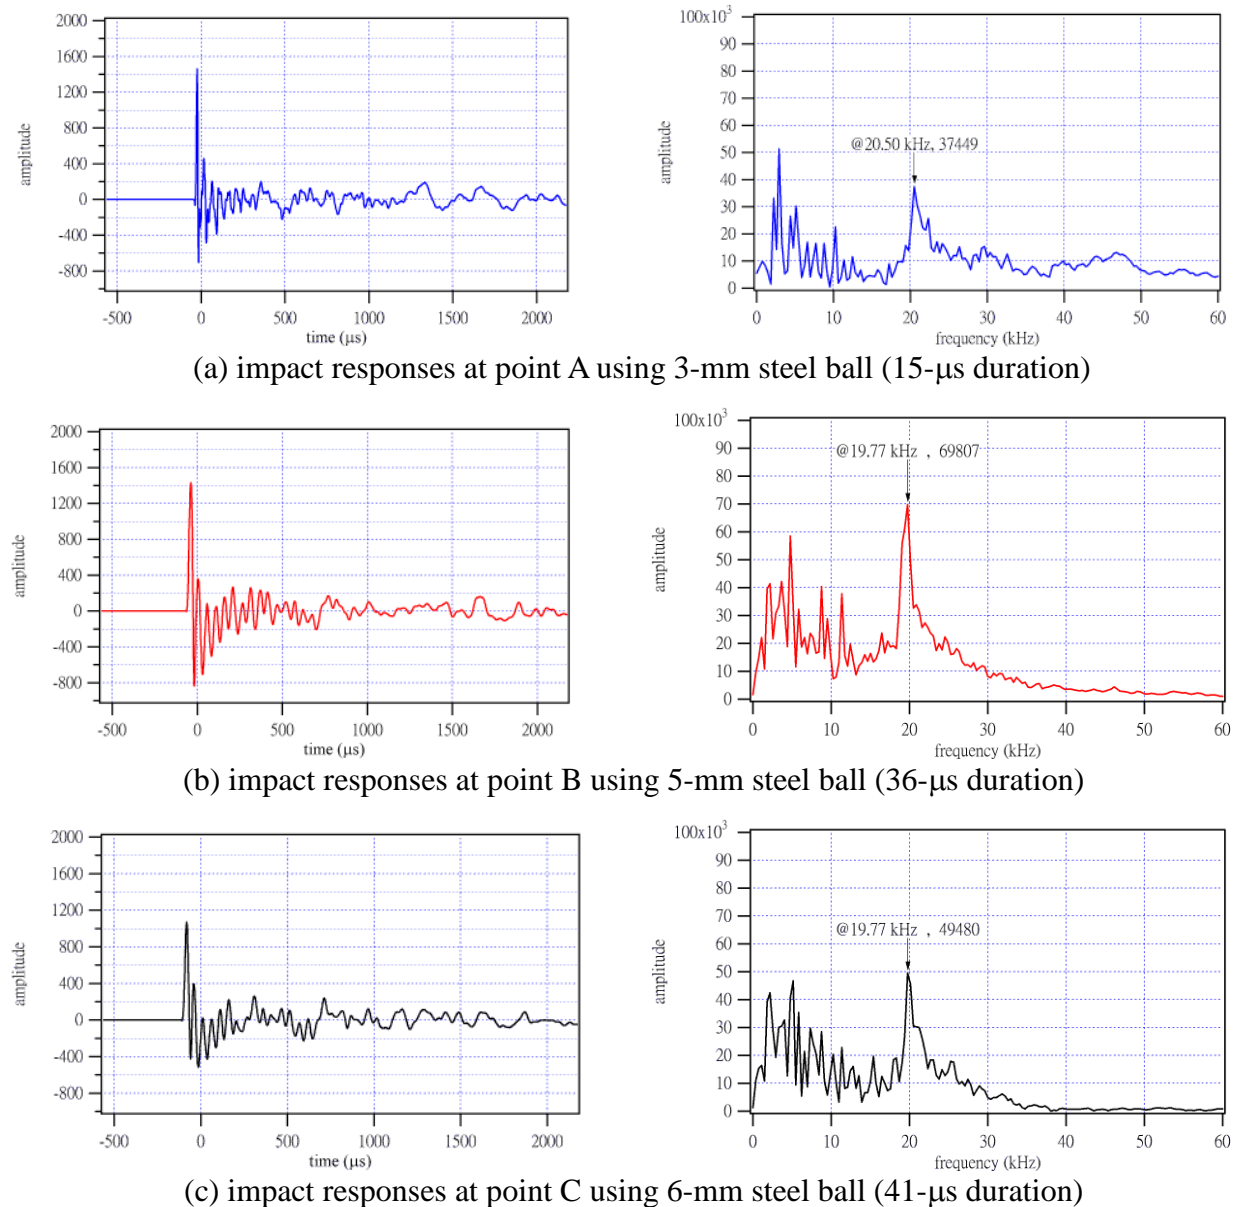 2000
1600
1200
800
400
0
-400
-800
amplitude
-500 0 500 1000 1500 2000
time (μs)
100x10³
90
80
70
60
50
40
30
20
10
0
amplitude
@20.50 kHz, 37449
0 10 20 30 40 50 60
frequency (kHz)
(a) impact responses at point A using 3-mm steel ball (15-μs duration)
2000
1600
1200
800
400
0
-400
-800
amplitude
-500 0 500 1000 1500 2000
time (μs)
100x10³
90
80
70
60
50
40
30
20
10
0
amplitude
@19.77 kHz , 69807
0 10 20 30 40 50 60
frequency (kHz)
(b) impact responses at point B using 5-mm steel ball (36-μs duration)
2000
1600
1200
800
400
0
-400
-800
amplitude
-500 0 500 1000 1500 2000
time (μs)
100x10³
90
80
70
60
50
40
30
20
10
0
amplitude
@19.77 kHz , 49480
0 10 20 30 40 50 60
frequency (kHz)
(c) impact responses at point C using 6-mm steel ball (41-μs duration)